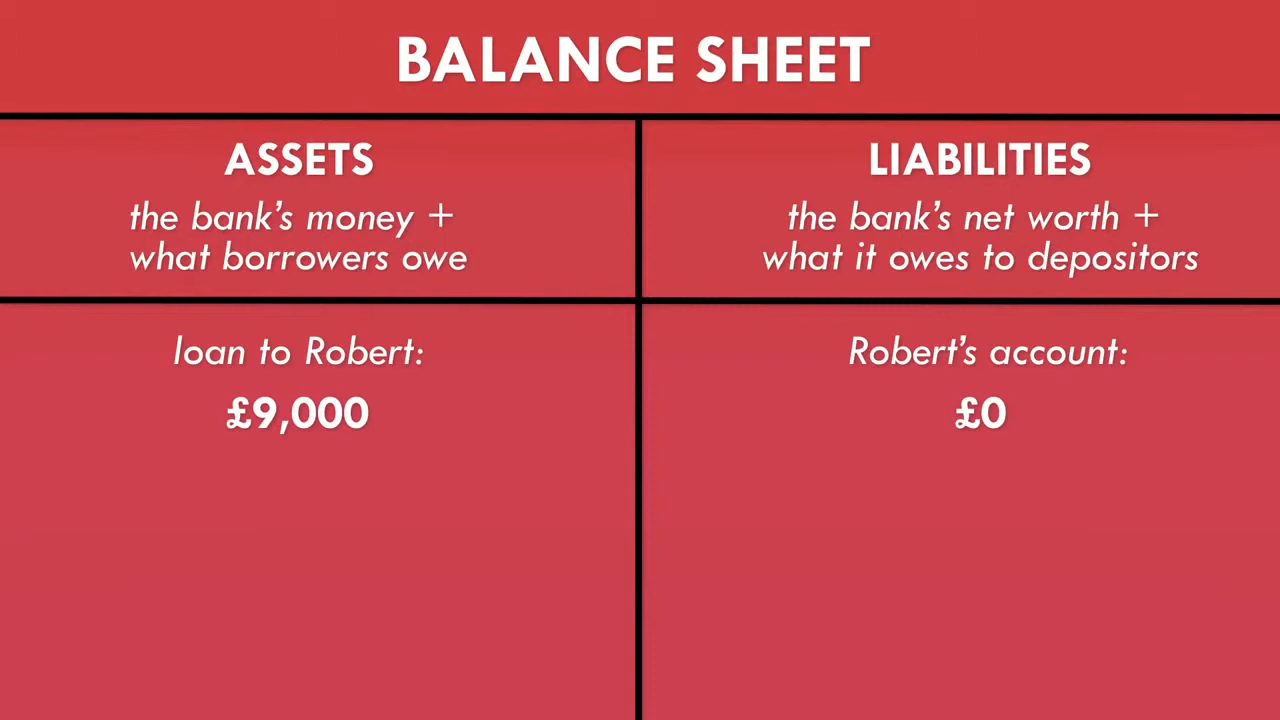 BALANCE SHEET
ASSETS
the bank's money +
what borrowers owe
LIABILITIES
the bank's net worth +
what it owes to depositors
loan to Robert:
£9,000
Robert's account:
£0